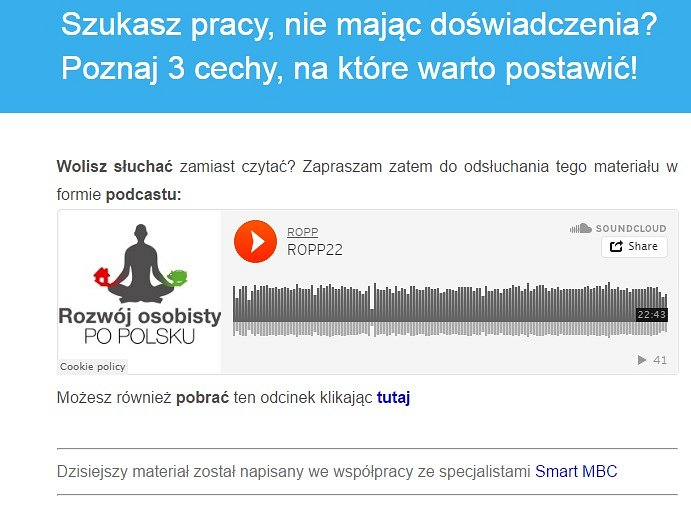 Szukasz pracy, nie mając doświadczenia?
Poznaj 3 cechy, na które warto postawić!
Wolisz słuchać zamiast czytać? Zapraszam zatem do odsłuchania tego materiału w
formie podcastu:
ROPP
ROPP22
SOUNDCLOUD
Share
Rozwój osobisty
PO POLSKU
22:43
Cookie policy
41
Możesz również pobrać ten odcinek klikając tutaj
Dzisiejszy materiał został napisany we współpracy ze specjalistami Smart MBC